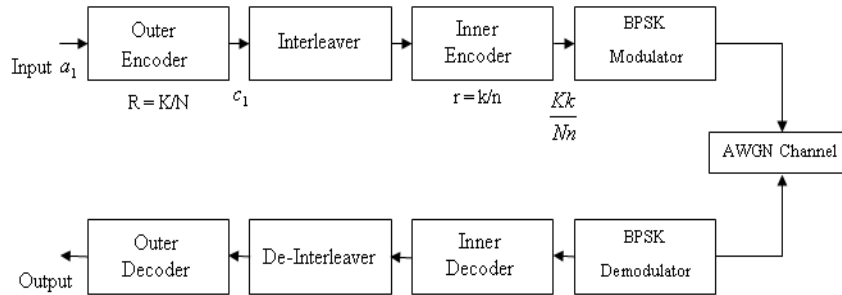 Input a₁
Outer
Encoder
R = K/N
c₁
Interleaver
Inner
Encoder
r = k/n
Kk
Nn
BPSK
Modulator
AWGN Channel
Output
Outer
Decoder
De-Interleaver
Inner
Decoder
BPSK
Demodulator